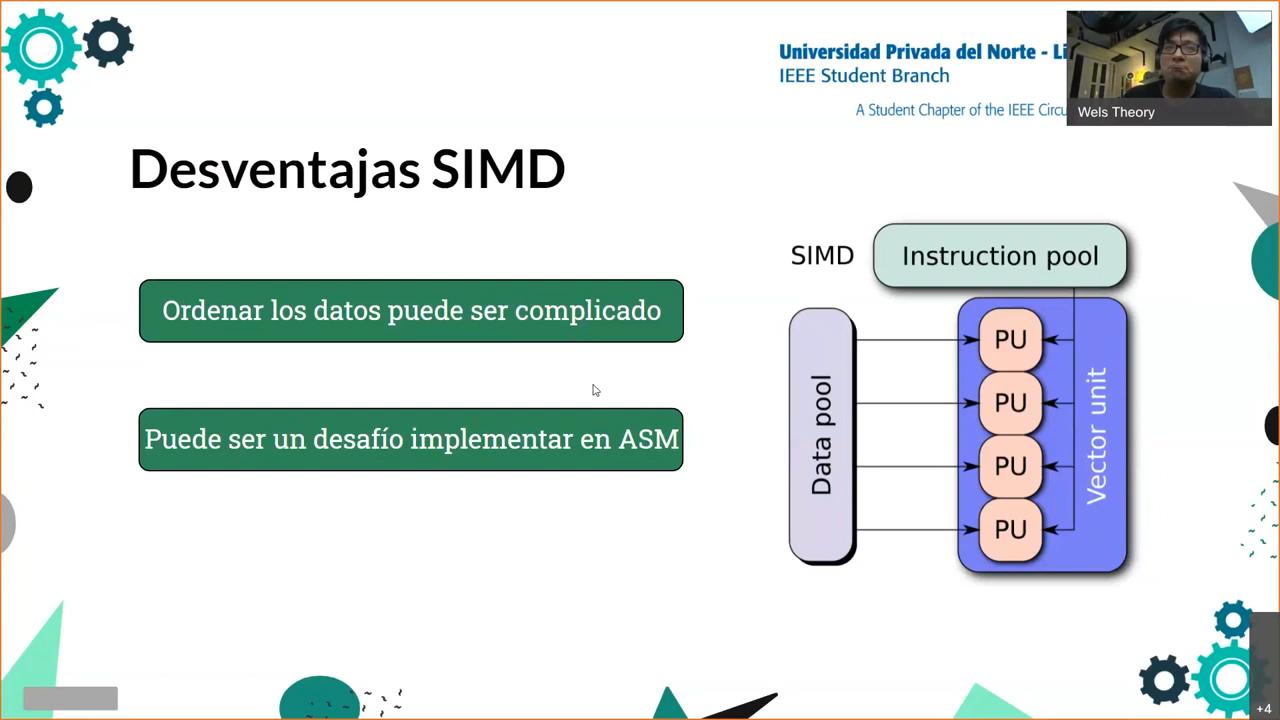 Universidad Privada del Norte - Li
IEEE Student Branch
A Student Chapter of the IEEE Circu
Wels Theory
Desventajas SIMD
Ordenar los datos puede ser complicado
Puede ser un desafío implementar en ASM
SIMD
Instruction pool
Data pool
PU
PU
PU
PU
Vector unit
+4